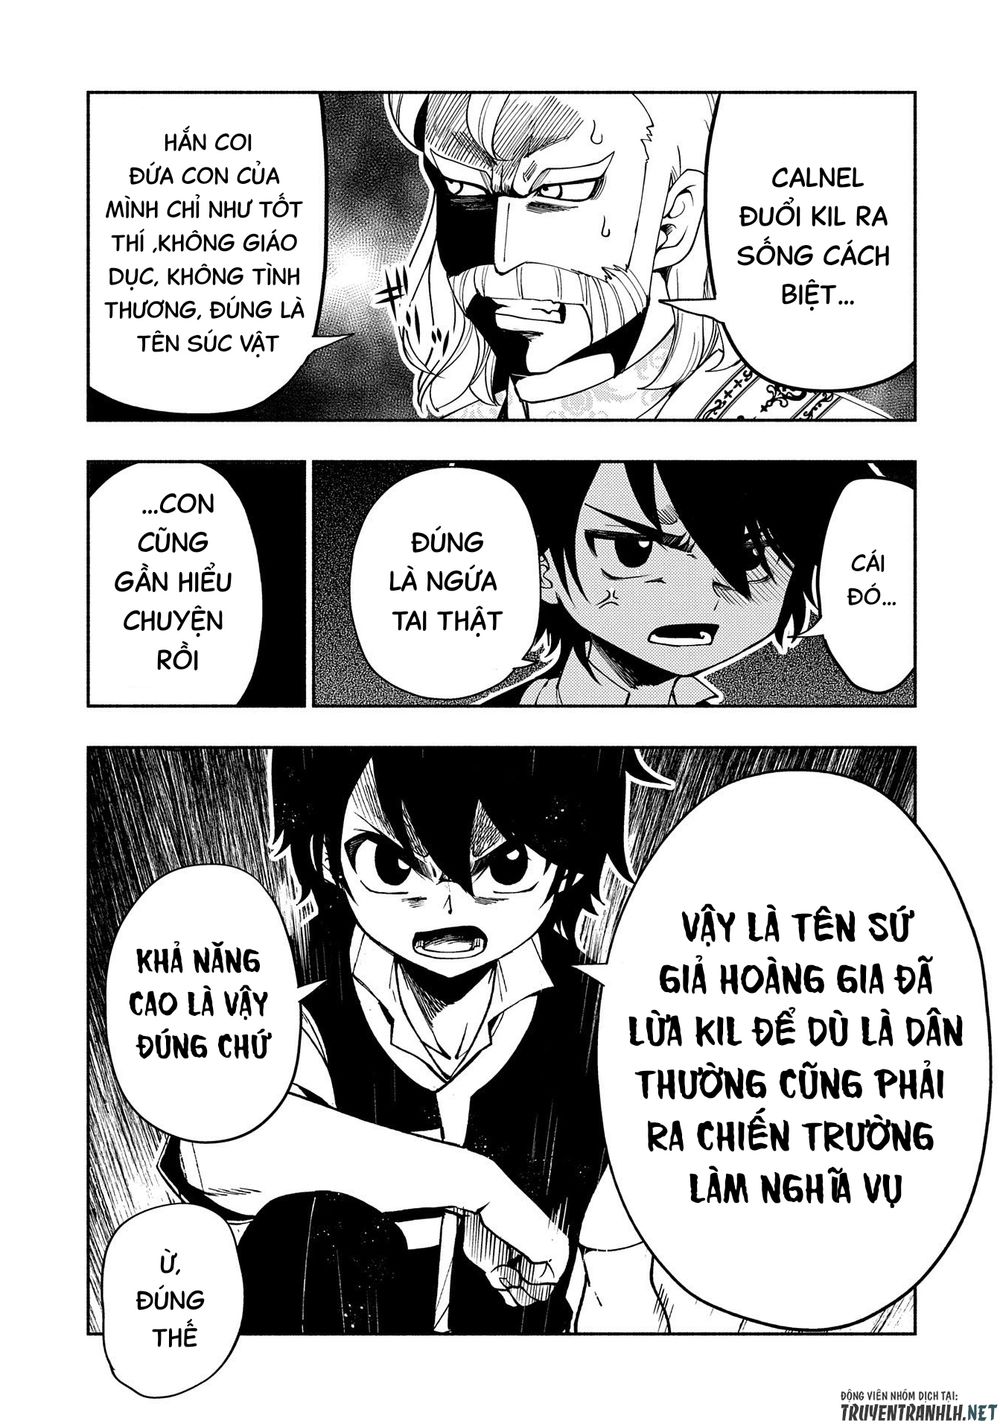 CALNEL
ĐUỔI KIL RA
SỐNG CÁCH
BIỆT...
HẮN COI
ĐỨA CON CỦA
MÌNH CHỈ NHƯ TỐT
THÍ ,KHÔNG GIÁO
DỤC, KHÔNG TÌNH
THƯƠNG, ĐÚNG LÀ
TÊN SÚC VẬT
CÁI
ĐÓ...
ĐÚNG
LÀ NGỨA
TAI THẬT
...CON
CŨNG
GẦN HIỂU
CHUYỆN
RỒI
VẬY LÀ TÊN SỨ
GIẢ HOÀNG GIA ĐÃ
LỪA KIL ĐỂ DÙ LÀ DÂN
THƯỜNG CŨNG PHẢI
RA CHIẾN TRƯỜNG
LÀM NGHĨA VỤ
KHẢ NĂNG
CAO LÀ VẬY
ĐÚNG CHỨ
Ừ,
ĐÚNG
THẾ
ĐỘNG VIÊN NHÓM DỊCH TẠI:
TRUYENTRANHLH.NET